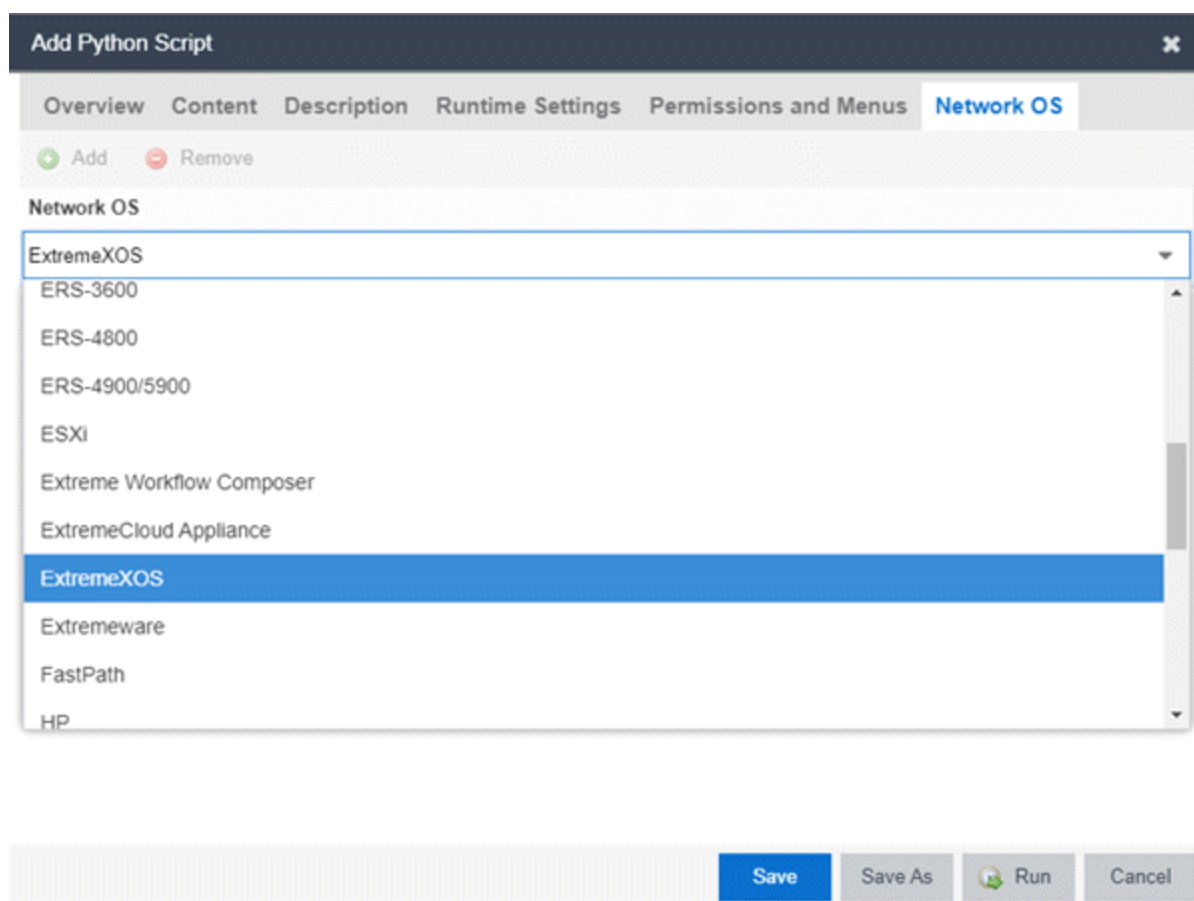 Add Python Script
Overview Content Description Runtime Settings Permissions and Menus Network OS
Add Remove
Network OS
ExtremeXOS
ERS-3600
ERS-4800
ERS-4900/5900
ESXi
Extreme Workflow Composer
ExtremeCloud Appliance
ExtremeXOS
Extremeware
FastPath
HP
Save Save As Run Cancel